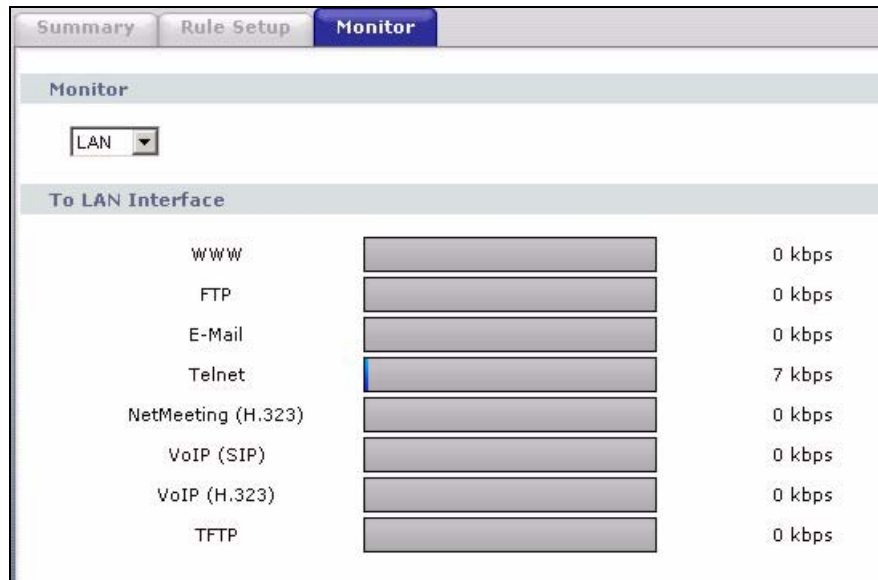 Summary Rule Setup Monitor
Monitor
LAN
To LAN Interface
WWW 0 kbps
FTP 0 kbps
E-Mail 0 kbps
Telnet 7 kbps
NetMeeting (H.323) 0 kbps
VoIP (SIP) 0 kbps
VoIP (H.323) 0 kbps
TFTP 0 kbps